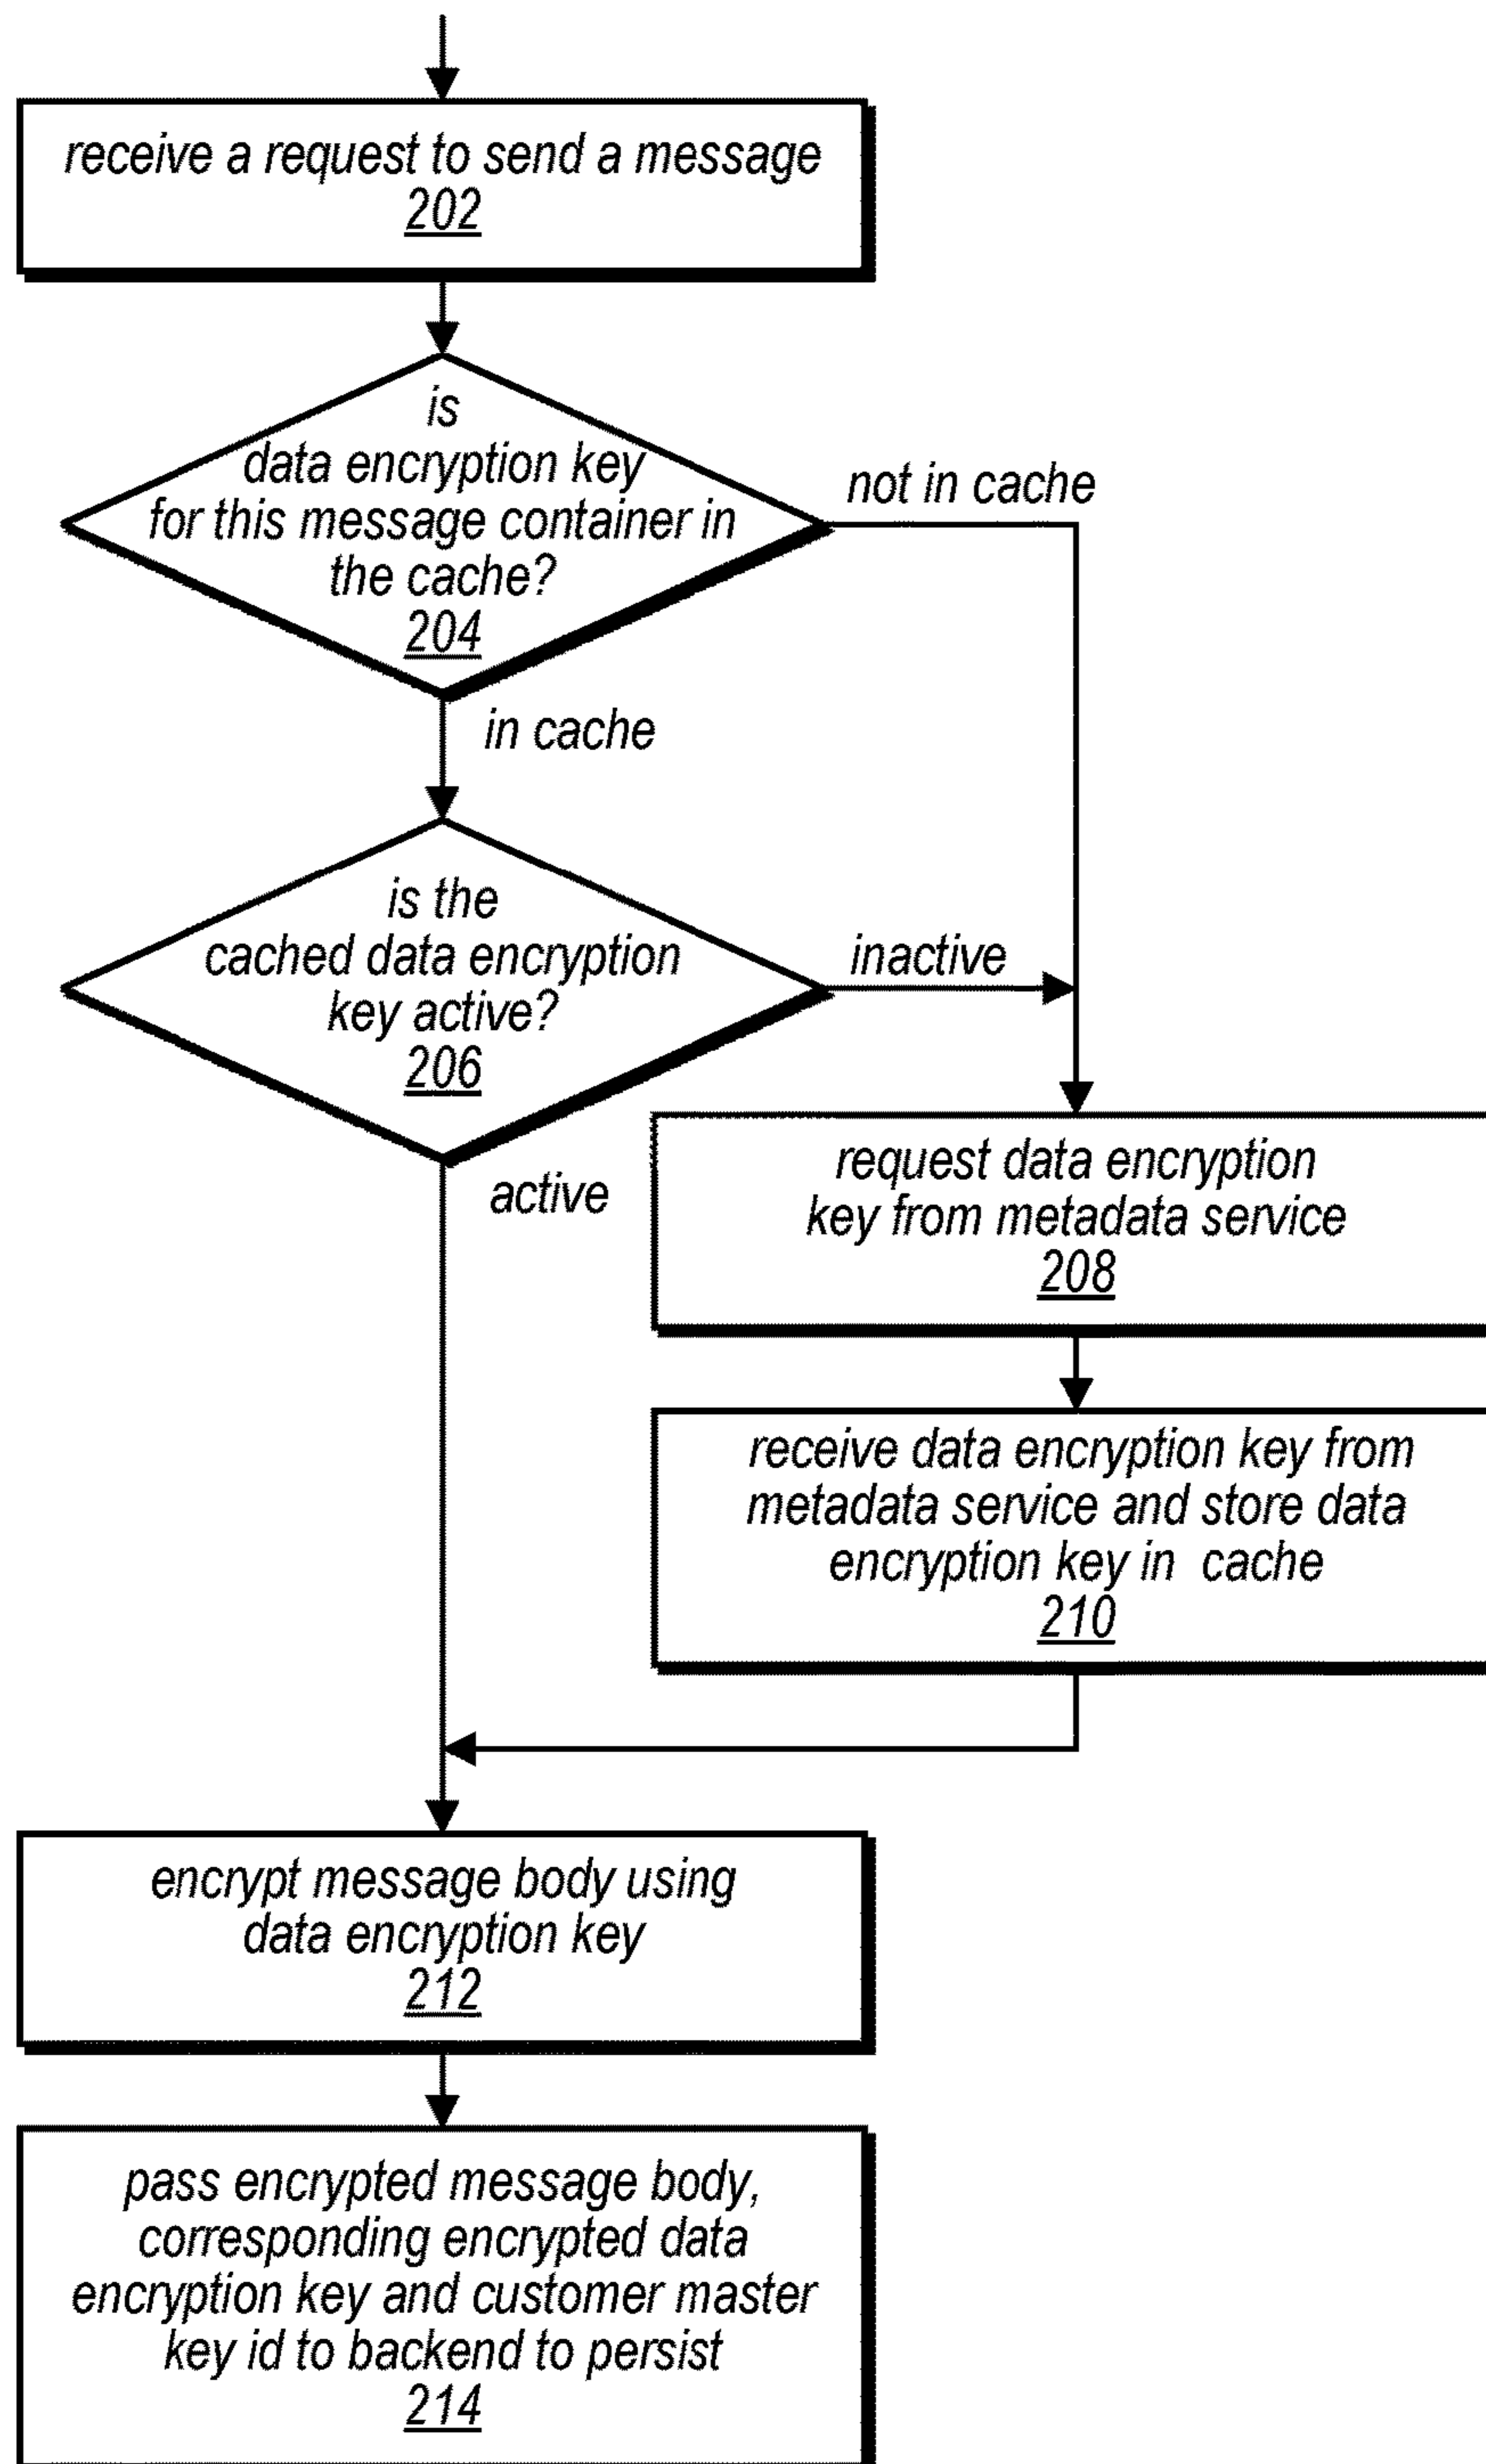 receive a request to send a message
202
is
data encryption key
for this message container in
the cache?
204
not in cache
in cache
is the
cached data encryption
key active?
206
inactive
active
request data encryption
key from metadata service
208
receive data encryption key from
metadata service and store data
encryption key in cache
210
encrypt message body using
data encryption key
212
pass encrypted message body,
corresponding encrypted data
encryption key and customer master
key id to backend to persist
214